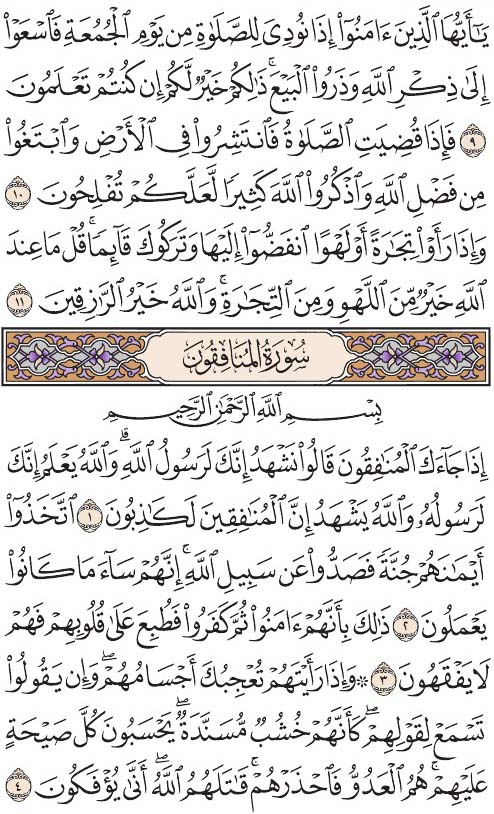 يَٰٓأَيُّهَا ٱلَّذِينَ ءَامَنُوٓا۟ إِذَا نُودِىَ لِلصَّلَوٰةِ مِن يَوْمِ ٱلْجُمُعَةِ فَٱسْعَوْا۟
إِلَىٰ ذِكْرِ ٱللَّهِ وَذَرُوا۟ ٱلْبَيْعَ ۚ ذَٰلِكُمْ خَيْرٌ لَّكُمْ إِن كُنتُمْ تَعْلَمُونَ
٩ فَإِذَا قُضِيَتِ ٱلصَّلَوٰةُ فَٱنتَشِرُوا۟ فِى ٱلْأَرْضِ وَٱبْتَغُوا۟
مِن فَضْلِ ٱللَّهِ وَٱذْكُرُوا۟ ٱللَّهَ كَثِيرًا لَّعَلَّكُمْ تُفْلِحُونَ ١٠
وَإِذَا رَأَوْا۟ تِجَٰرَةً أَوْ لَهْوًا ٱنفَضُّوٓا۟ إِلَيْهَا وَتَرَكُوكَ قَآئِمًا ۚ قُلْ مَا عِندَ
ٱللَّهِ خَيْرٌ مِّنَ ٱللَّهْوِ وَمِنَ ٱلتِّجَٰرَةِ ۚ وَٱللَّهُ خَيْرُ ٱلرَّٰزِقِينَ ١١
سُورَةُ المُنَافِقُونَ
بِسْمِ ٱللَّهِ ٱلرَّحْمَٰنِ ٱلرَّحِيمِ
إِذَا جَآءَكَ ٱلْمُنَٰفِقُونَ قَالُوا۟ نَشْهَدُ إِنَّكَ لَرَسُولُ ٱللَّهِ ۗ وَٱللَّهُ يَعْلَمُ إِنَّكَ
لَرَسُولُهُۥ وَٱللَّهُ يَشْهَدُ إِنَّ ٱلْمُنَٰفِقِينَ لَكَٰذِبُونَ ١ ٱتَّخَذُوٓا۟
أَيْمَٰنَهُمْ جُنَّةً فَصَدُّوا۟ عَن سَبِيلِ ٱللَّهِ ۚ إِنَّهُمْ سَآءَ مَا كَانُوا۟
يَعْمَلُونَ ٢ ذَٰلِكَ بِأَنَّهُمْ ءَامَنُوا۟ ثُمَّ كَفَرُوا۟ فَطُبِعَ عَلَىٰ قُلُوبِهِمْ فَهُمْ
لَا يَفْقَهُونَ ٣ ۞ وَإِذَا رَأَيْتَهُمْ تُعْجِبُكَ أَجْسَامُهُمْ ۖ وَإِن يَقُولُوا۟
تَسْمَعْ لِقَوْلِهِمْ ۖ كَأَنَّهُمْ خُشُبٌ مُّسَنَّدَةٌ ۖ يَحْسَبُونَ كُلَّ صَيْحَةٍ
عَلَيْهِمْ ۚ هُمُ ٱلْعَدُوُّ فَٱحْذَرْهُمْ ۚ قَٰتَلَهُمُ ٱللَّهُ ۖ أَنَّىٰ يُؤْفَكُونَ ٤